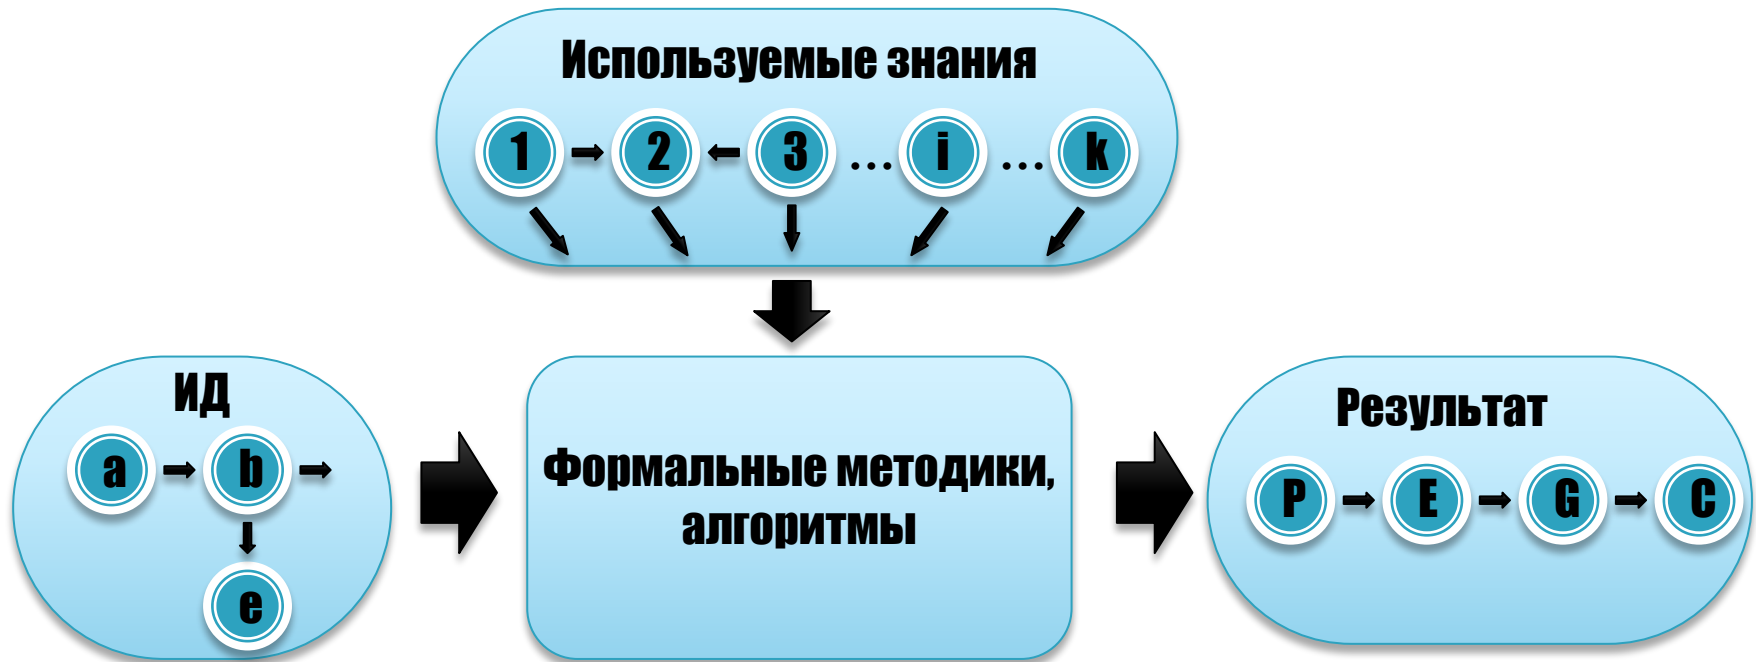 Используемые знания
1 2 3 ... i ... k
ИД
a b
e
Формальные методики,
алгоритмы
Результат
P E G C